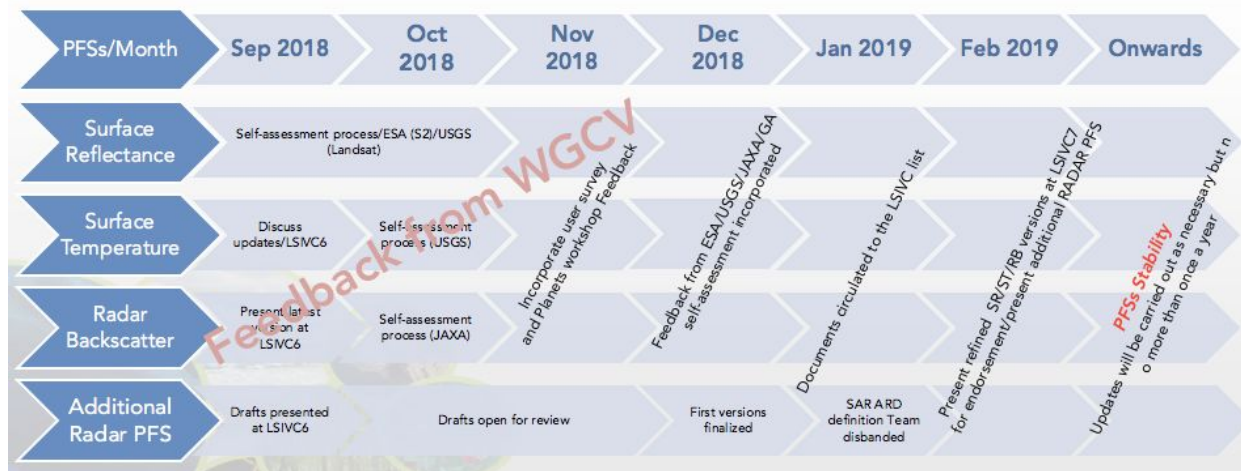 PFSs/Month
Sep 2018
Oct
2018
Nov
2018
Dec
2018
Jan 2019
Feb 2019
Onwards
Surface
Reflectance
Self-assessment process/ESA (S2)/USGS
(Landsat)
Surface
Temperature
Discuss
updates/LSIVC6
Self-assessment
process (USGS)
Radar
Backscatter
Present latest
version at
LSIVC6
Self-assessment
process (JAXA)
Additional
Radar PFS
Drafts presented
at LSIVC6
Drafts open for review
First versions
finalized
SAR ARD
definition Team
disbanded
Feedback from WGCV
Incorporate user survey
and Planets workshop Feedback
Feedback from ESA/USGS/JAXA/GA
self-assessment incorporated
Documents circulated to the LSIVC list
Present refined SR/ST/RB versions at LSIVC7
for endorsement/present additional RADAR PFS
PFSs Stability
Updates will be carried out as necessary but n
o more than once a year